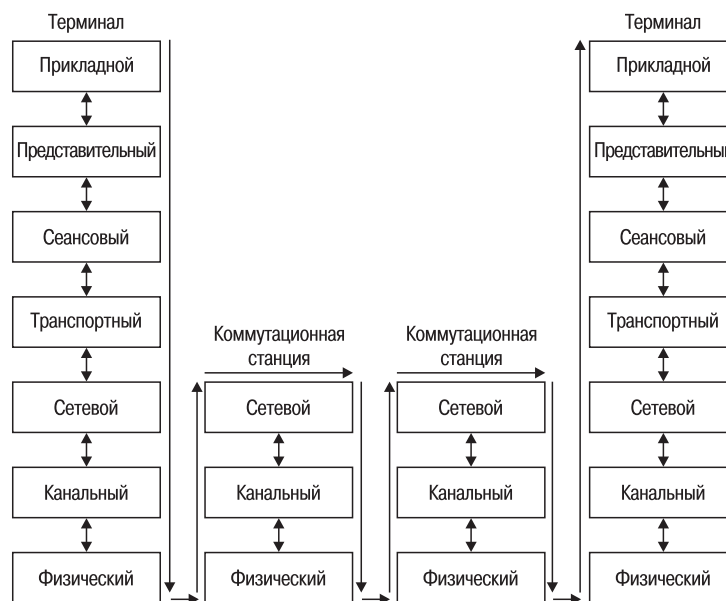 Терминал
Прикладной
Представительный
Сеансовый
Транспортный
Сетевой
Канальный
Физический
Коммутационная
станция
Сетевой
Канальный
Физический
Коммутационная
станция
Сетевой
Канальный
Физический
Терминал
Прикладной
Представительный
Сеансовый
Транспортный
Сетевой
Канальный
Физический